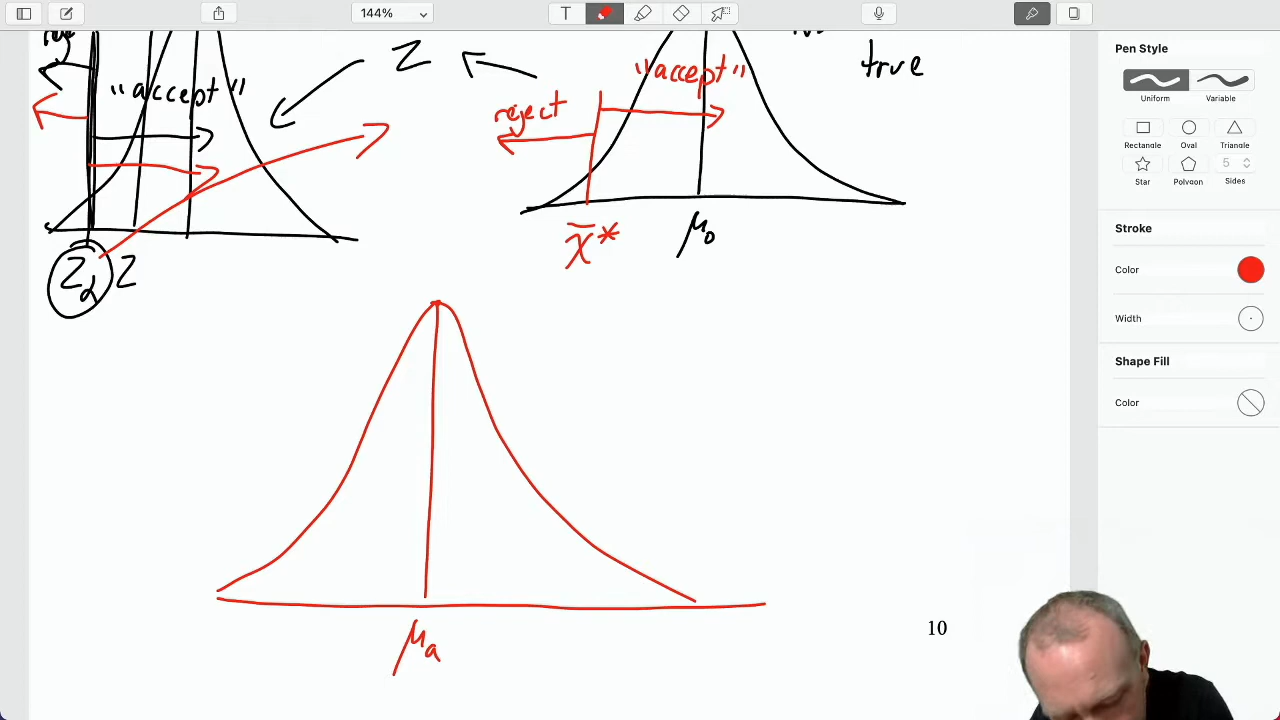 144%
T
Pen Style
Uniform
Variable
Rectangle
Oval
Triangle
Star
Polygon
5
Sides
Stroke
Color
Width
Shape Fill
Color
"accept"
Z
"accept"
true
reject
Zα Z
x̄*
μ0
μa
10